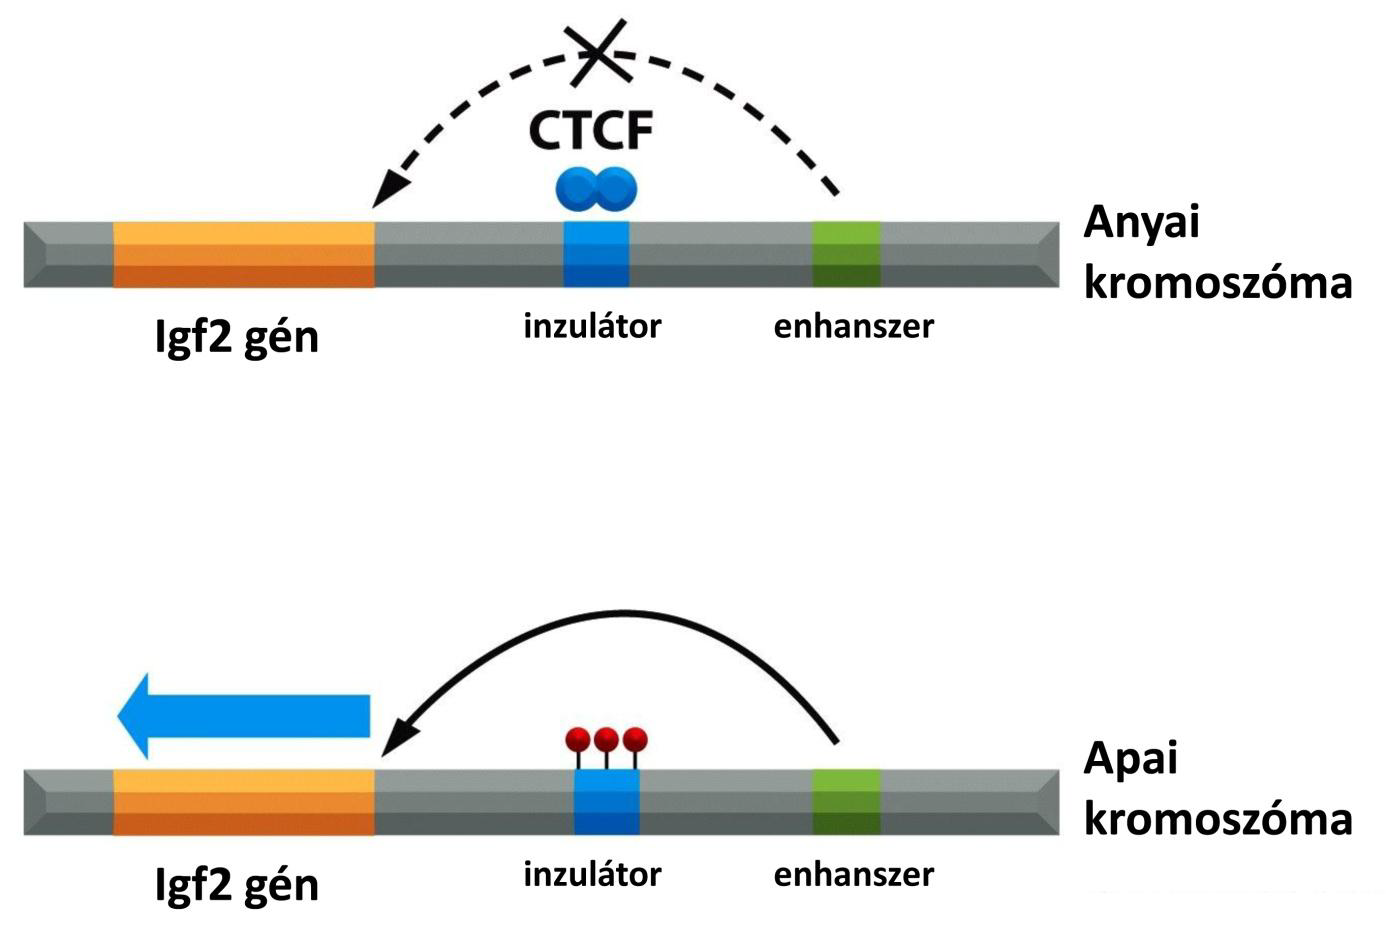 CTCF
Anyai
kromoszóma
Igf2 gén
inzulátor
enhanszer
Apai
kromoszóma
Igf2 gén
inzulátor
enhanszer